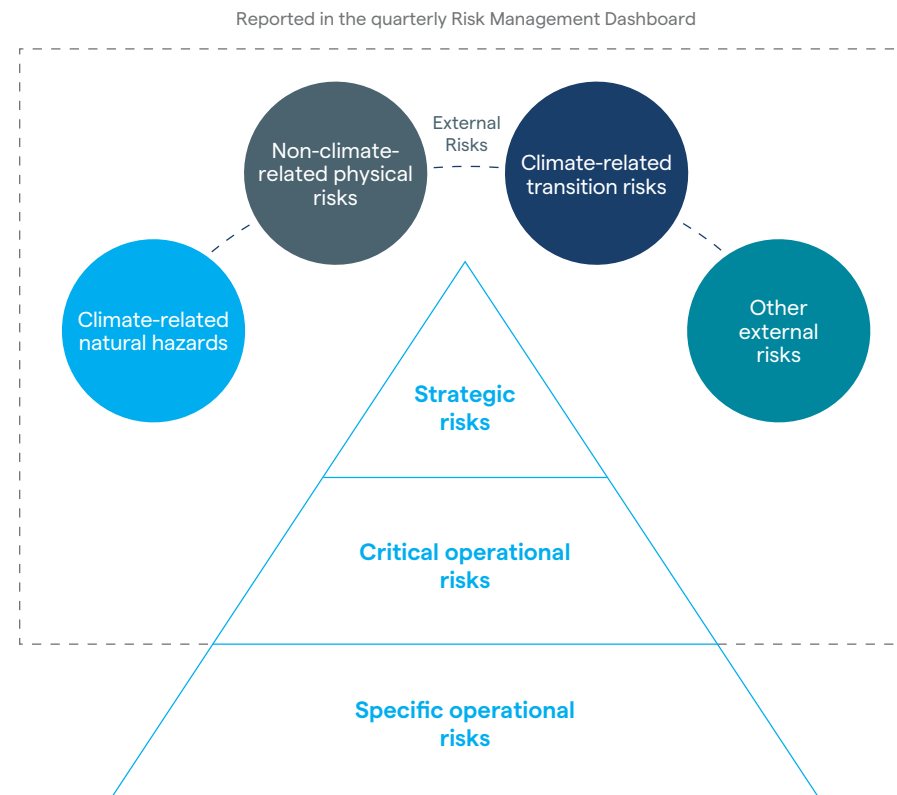 Reported in the quarterly Risk Management Dashboard
External
Risks
Non-climate-
related physical
risks
Climate-related
transition risks
Climate-related
natural hazards
Other
external
risks
Strategic
risks
Critical operational
risks
Specific operational
risks